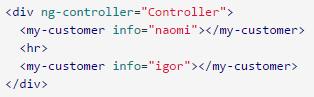 <div ng-controller="Controller">
  <my-customer info="naomi"></my-customer>
  <hr>
  <my-customer info="igor"></my-customer>
</div>